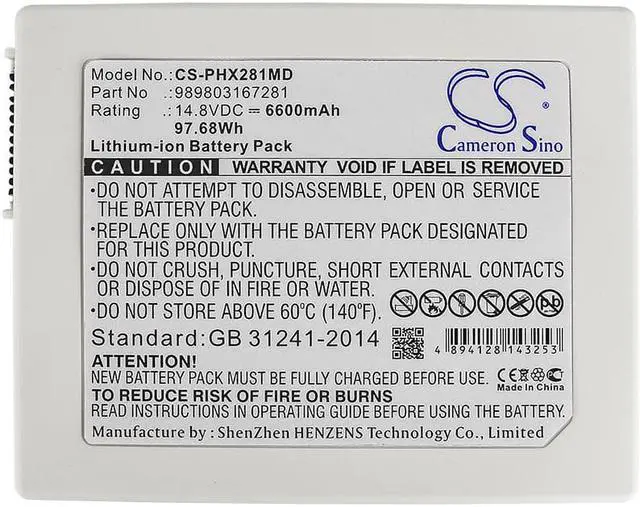 Model No.: CS-PHX281MD
Part No : 989803167281
Rating : 14.8VDC ⎓ 6600mAh
97.68Wh
Lithium-ion Battery Pack
CS
Cameron Sino
CAUTION WARRANTY VOID IF LABEL IS REMOVED
•DO NOT ATTEMPT TO DISASSEMBLE, OPEN OR SERVICE
THE BATTERY PACK.
•REPLACE ONLY WITH THE BATTERY PACK DESIGNATED
FOR THIS PRODUCT.
•DO NOT CRUSH, PUNCTURE, SHORT EXTERNAL CONTACTS
OR DISPOSE OF IN FIRE OR WATER.
•DO NOT STORE ABOVE 60°C (140°F).
Pb
Standard:GB 31241-2014
4 894128 143253
ATTENTION!
NEW BATTERY PACK MUST BE FULLY CHARGED BEFORE USE.
TO REDUCE RISK OF FIRE OR BURNS
READ INSTRUCTIONS IN OPERATING GUIDE BEFORE USING BATTERY.
CE
Made In China
Manufacture by : ShenZhen HENZENS Technology Co., Limited